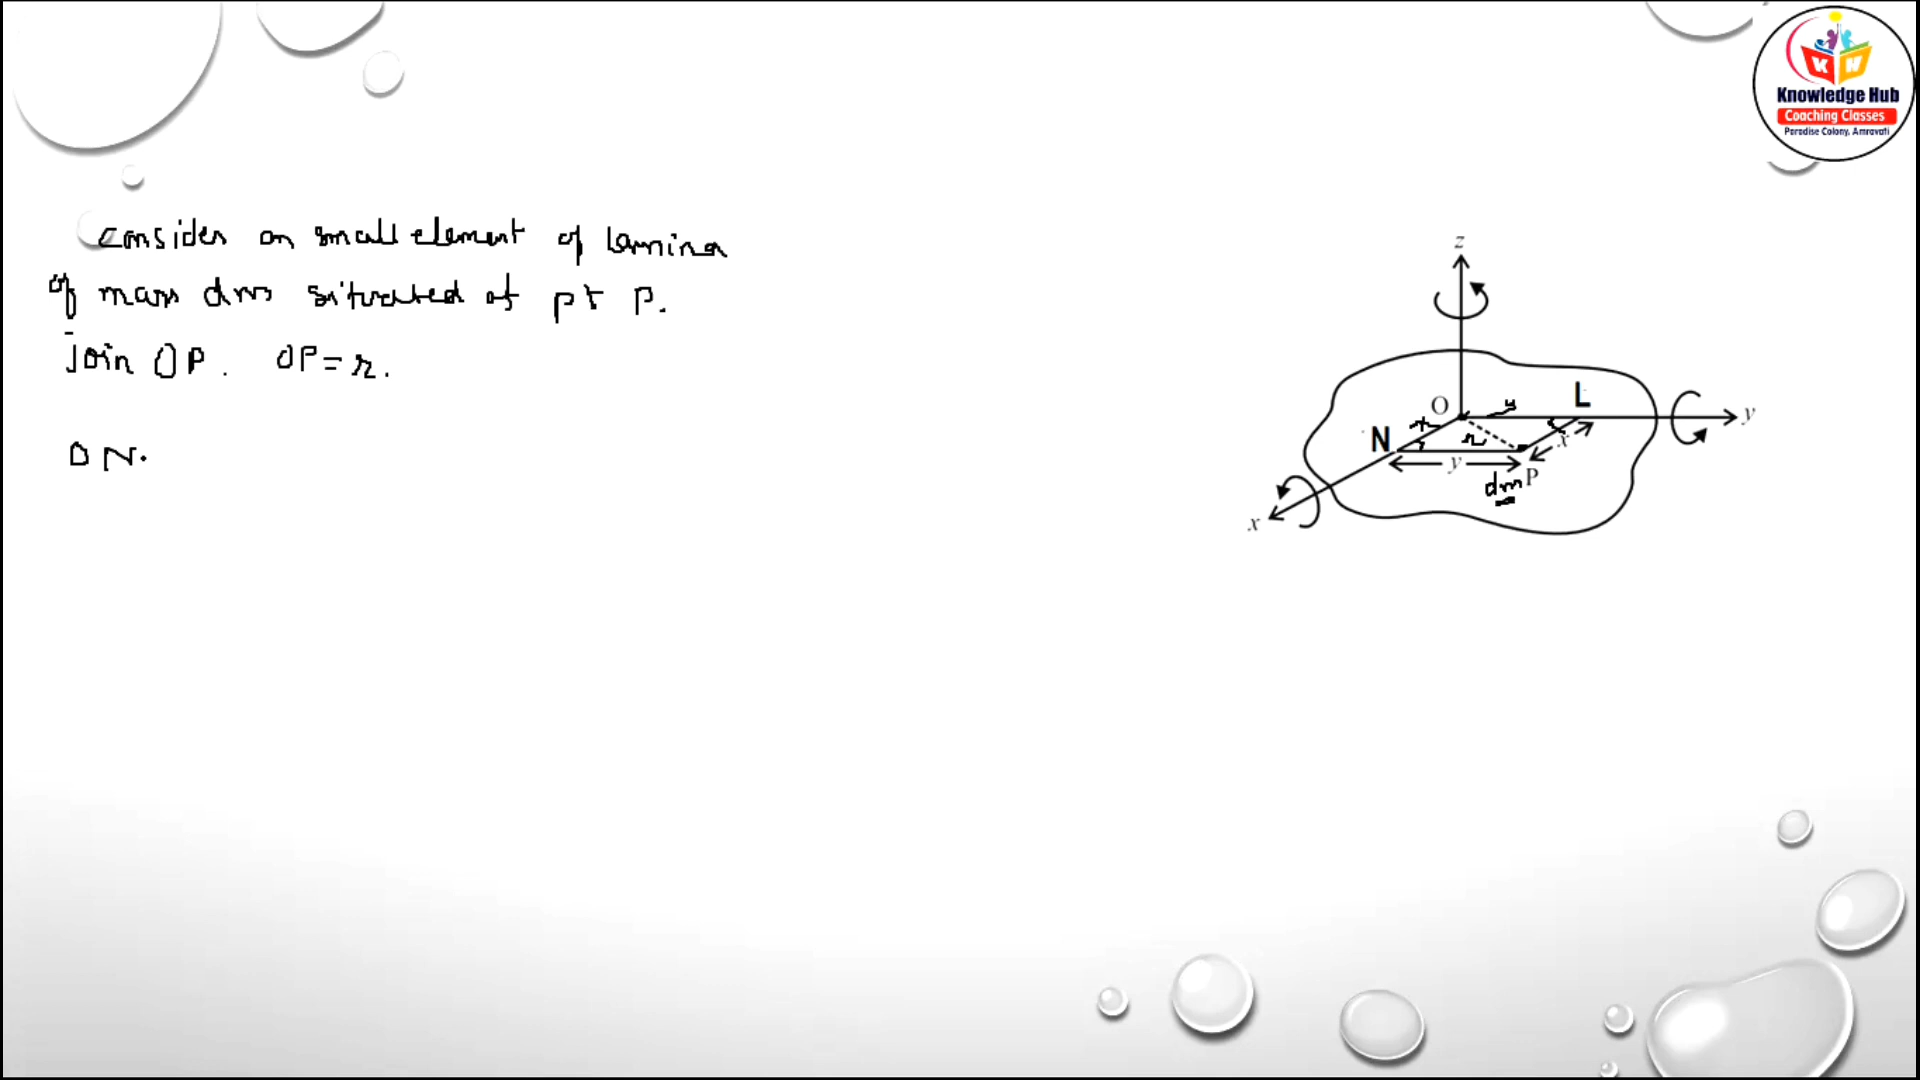 Consider an small element of lamina
of mass dm situated at pt P.
Join OP. OP = r.
ON.
z
O
y
L
y
x
N
r
x
y
P
dm
x
K H
Knowledge Hub
Coaching Classes
Paradise Colony, Amravati